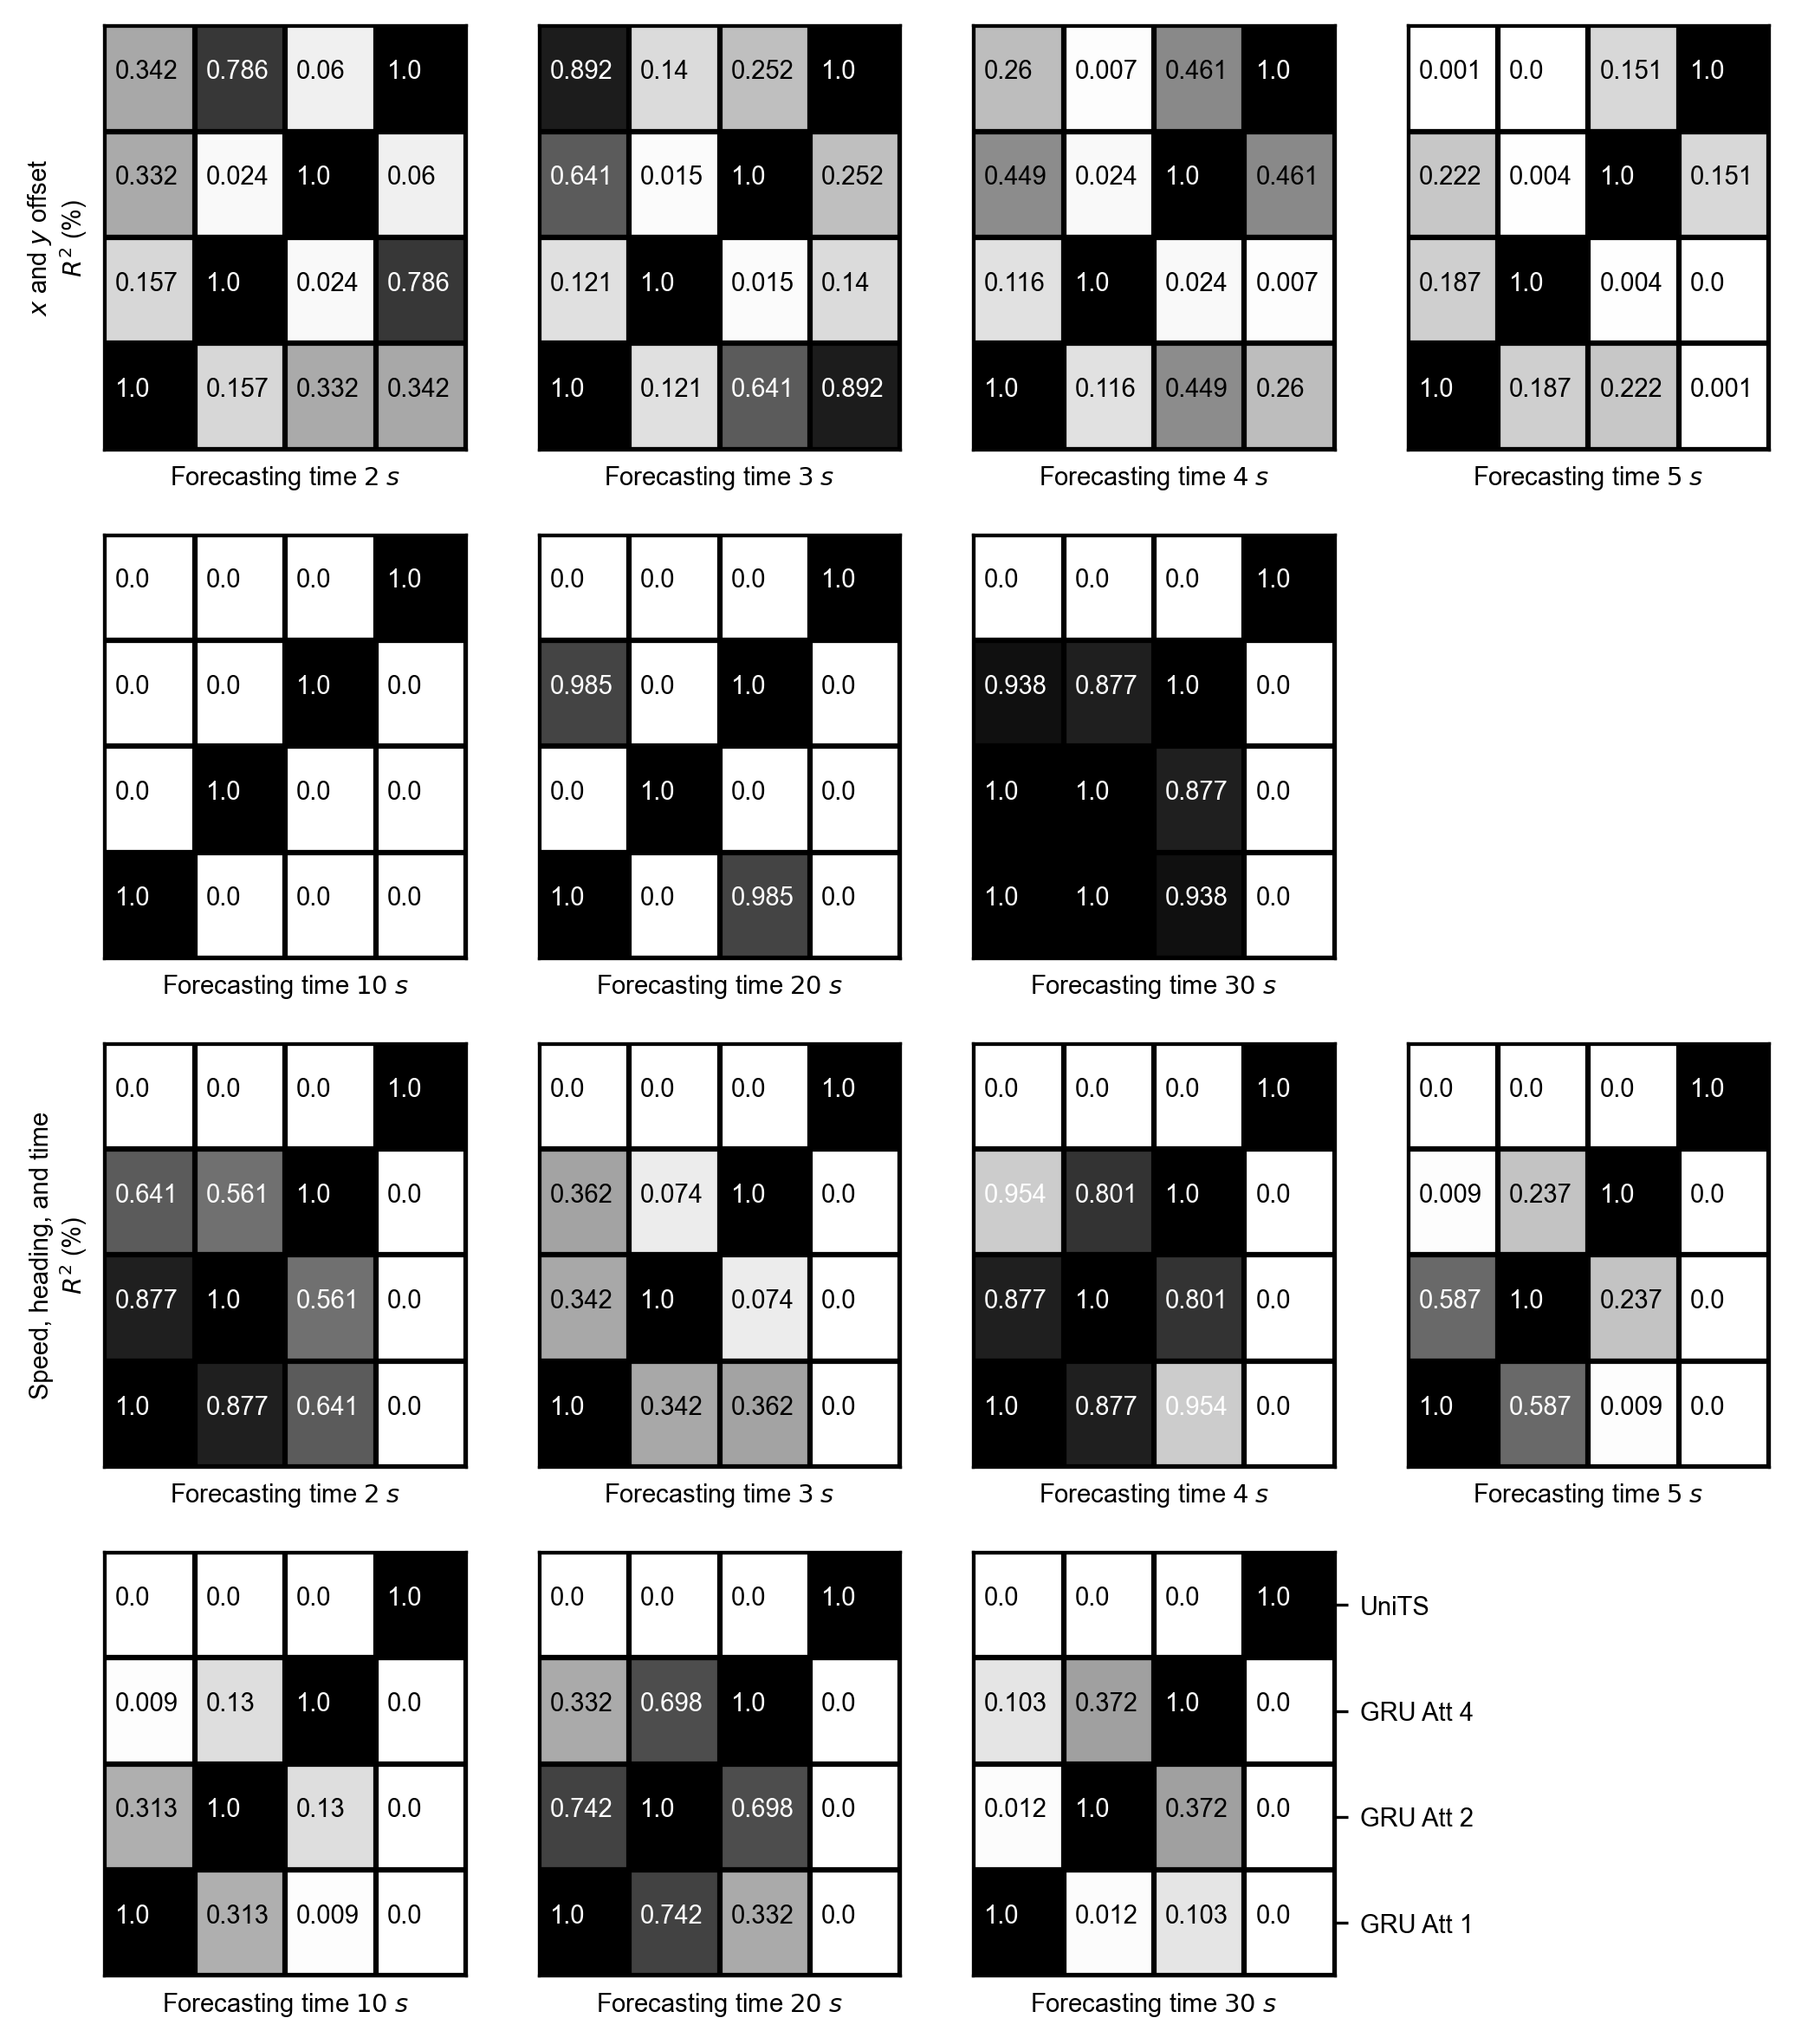 0.342 0.786 0.06 1.0 0.892 0.14 0.252 1.0 0.26 0.007 0.461 1.0 0.001 0.0 0.151 1.0
0.332 0.024 1.0 0.06 0.641 0.015 1.0 0.252 0.449 0.024 1.0 0.461 0.222 0.004 1.0 0.151
x and y offset
R² (%)
0.157 1.0 0.024 0.786 0.121 1.0 0.015 0.14 0.116 1.0 0.024 0.007 0.187 1.0 0.004 0.0
1.0 0.157 0.332 0.342 1.0 0.121 0.641 0.892 1.0 0.116 0.449 0.26 1.0 0.187 0.222 0.001
Forecasting time 2 s Forecasting time 3 s Forecasting time 4 s Forecasting time 5 s
0.0 0.0 0.0 1.0 0.0 0.0 0.0 1.0 0.0 0.0 0.0 1.0
0.0 0.0 1.0 0.0 0.985 0.0 1.0 0.0 0.938 0.877 1.0 0.0
0.0 1.0 0.0 0.0 0.0 1.0 0.0 0.0 1.0 1.0 0.877 0.0
1.0 0.0 0.0 0.0 1.0 0.0 0.985 0.0 1.0 1.0 0.938 0.0
Forecasting time 10 s Forecasting time 20 s Forecasting time 30 s
0.0 0.0 0.0 1.0 0.0 0.0 0.0 1.0 0.0 0.0 0.0 1.0 0.0 0.0 0.0 1.0
0.641 0.561 1.0 0.0 0.362 0.074 1.0 0.0 0.954 0.801 1.0 0.0 0.009 0.237 1.0 0.0
Speed, heading, and time
R² (%)
0.877 1.0 0.561 0.0 0.342 1.0 0.074 0.0 0.877 1.0 0.801 0.0 0.587 1.0 0.237 0.0
1.0 0.877 0.641 0.0 1.0 0.342 0.362 0.0 1.0 0.877 0.954 0.0 1.0 0.587 0.009 0.0
Forecasting time 2 s Forecasting time 3 s Forecasting time 4 s Forecasting time 5 s
0.0 0.0 0.0 1.0 0.0 0.0 0.0 1.0 0.0 0.0 0.0 1.0 UniTS
0.009 0.13 1.0 0.0 0.332 0.698 1.0 0.0 0.103 0.372 1.0 0.0 GRU Att 4
0.313 1.0 0.13 0.0 0.742 1.0 0.698 0.0 0.012 1.0 0.372 0.0 GRU Att 2
1.0 0.313 0.009 0.0 1.0 0.742 0.332 0.0 1.0 0.012 0.103 0.0 GRU Att 1
Forecasting time 10 s Forecasting time 20 s Forecasting time 30 s